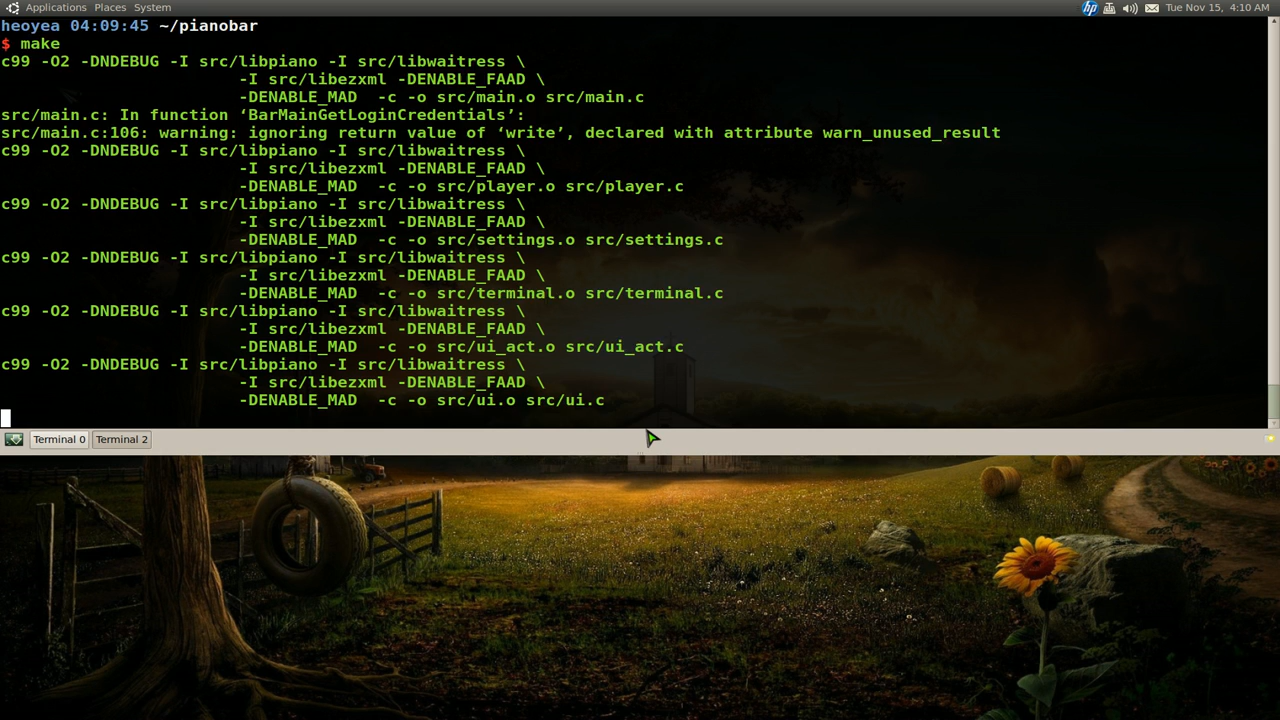 Applications Places System
hp
Tue Nov 15, 4:10 AM
heoyea 04:09:45 ~/pianobar
$ make
c99 -O2 -DNDEBUG -I src/libpiano -I src/libwaitress \
-I src/libezxml -DENABLE_FAAD \
-DENABLE_MAD  -c -o src/main.o src/main.c
src/main.c: In function ‘BarMainGetLoginCredentials’:
src/main.c:106: warning: ignoring return value of ‘write’, declared with attribute warn_unused_result
c99 -O2 -DNDEBUG -I src/libpiano -I src/libwaitress \
-I src/libezxml -DENABLE_FAAD \
-DENABLE_MAD  -c -o src/player.o src/player.c
c99 -O2 -DNDEBUG -I src/libpiano -I src/libwaitress \
-I src/libezxml -DENABLE_FAAD \
-DENABLE_MAD  -c -o src/settings.o src/settings.c
c99 -O2 -DNDEBUG -I src/libpiano -I src/libwaitress \
-I src/libezxml -DENABLE_FAAD \
-DENABLE_MAD  -c -o src/terminal.o src/terminal.c
c99 -O2 -DNDEBUG -I src/libpiano -I src/libwaitress \
-I src/libezxml -DENABLE_FAAD \
-DENABLE_MAD  -c -o src/ui_act.o src/ui_act.c
c99 -O2 -DNDEBUG -I src/libpiano -I src/libwaitress \
-I src/libezxml -DENABLE_FAAD \
-DENABLE_MAD  -c -o src/ui.o src/ui.c
Terminal 0 Terminal 2